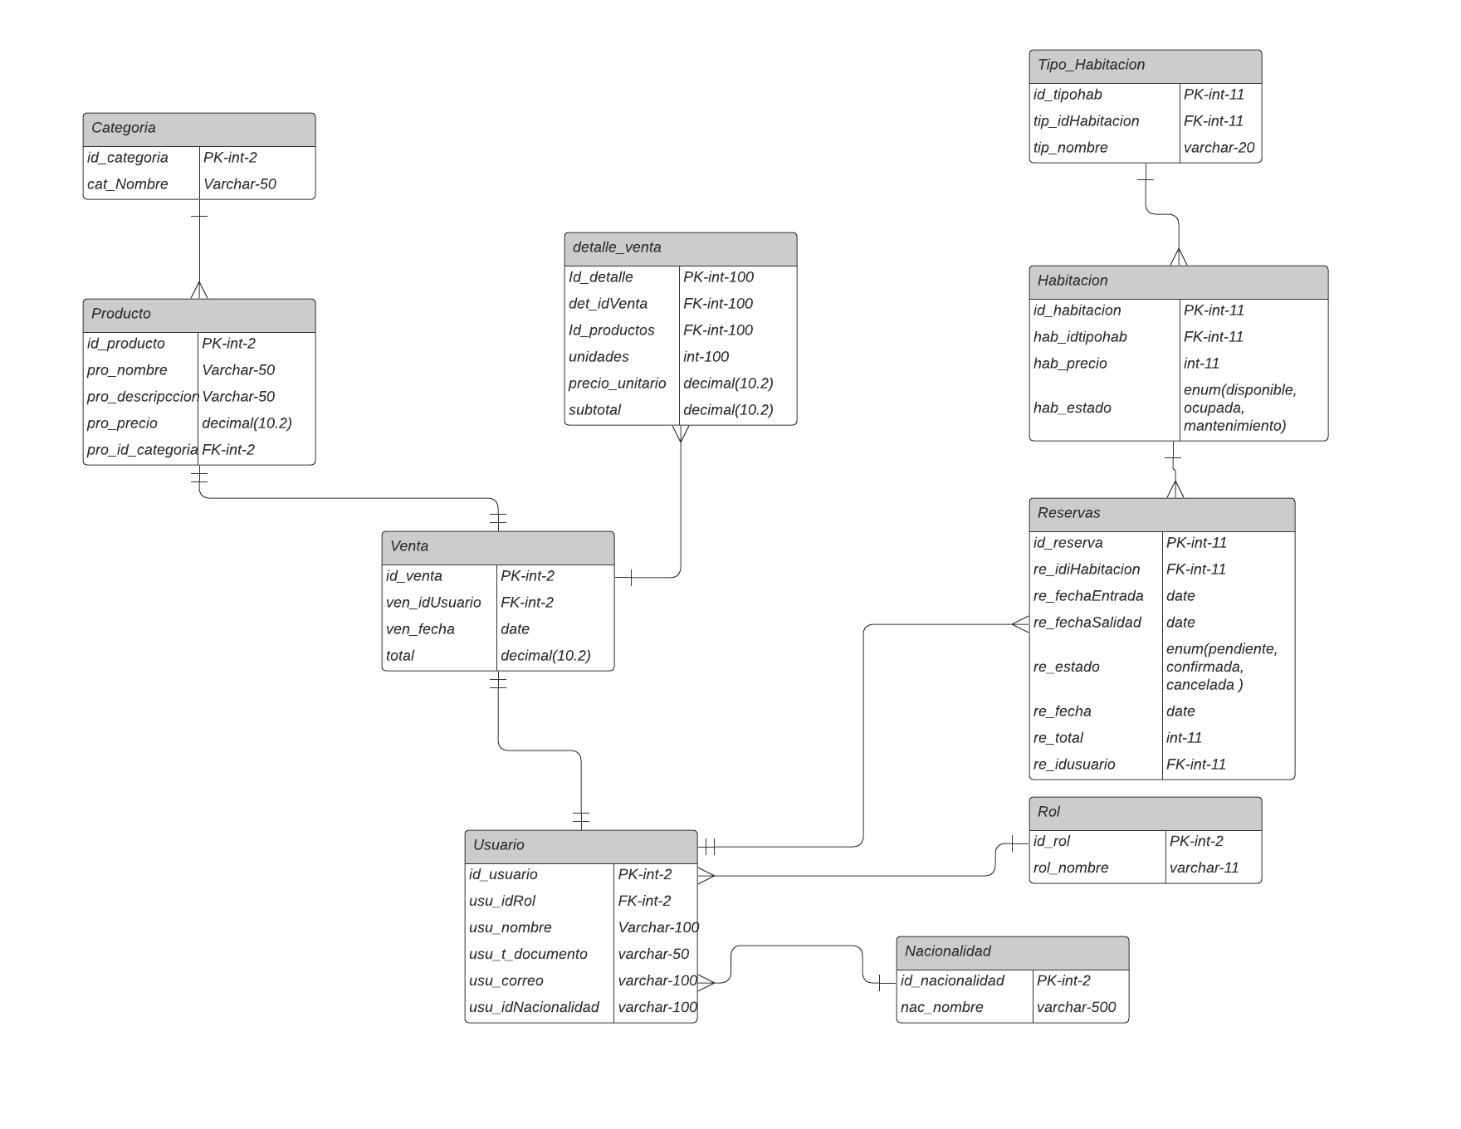 Categoria
id_categoria PK-int-2
cat_Nombre Varchar-50
Producto
id_producto PK-int-2
pro_nombre Varchar-50
pro_descripccion Varchar-50
pro_precio decimal(10.2)
pro_id_categoria FK-int-2
detalle_venta
Id_detalle PK-int-100
det_idVenta FK-int-100
Id_productos FK-int-100
unidades int-100
precio_unitario decimal(10.2)
subtotal decimal(10.2)
Venta
id_venta PK-int-2
ven_idUsuario FK-int-2
ven_fecha date
total decimal(10.2)
Usuario
id_usuario PK-int-2
usu_idRol FK-int-2
usu_nombre Varchar-100
usu_t_documento varchar-50
usu_correo varchar-100
usu_idNacionalidad varchar-100
Tipo_Habitacion
id_tipohab PK-int-11
tip_idHabitacion FK-int-11
tip_nombre varchar-20
Habitacion
id_habitacion PK-int-11
hab_idtipohab FK-int-11
hab_precio int-11
hab_estado enum(disponible,
ocupada,
mantenimiento)
Reservas
id_reserva PK-int-11
re_idiHabitacion FK-int-11
re_fechaEntrada date
re_fechaSalidad date
re_estado enum(pendiente,
confirmada,
cancelada )
re_fecha date
re_total int-11
re_idusuario FK-int-11
Rol
id_rol PK-int-2
rol_nombre varchar-11
Nacionalidad
id_nacionalidad PK-int-2
nac_nombre varchar-500